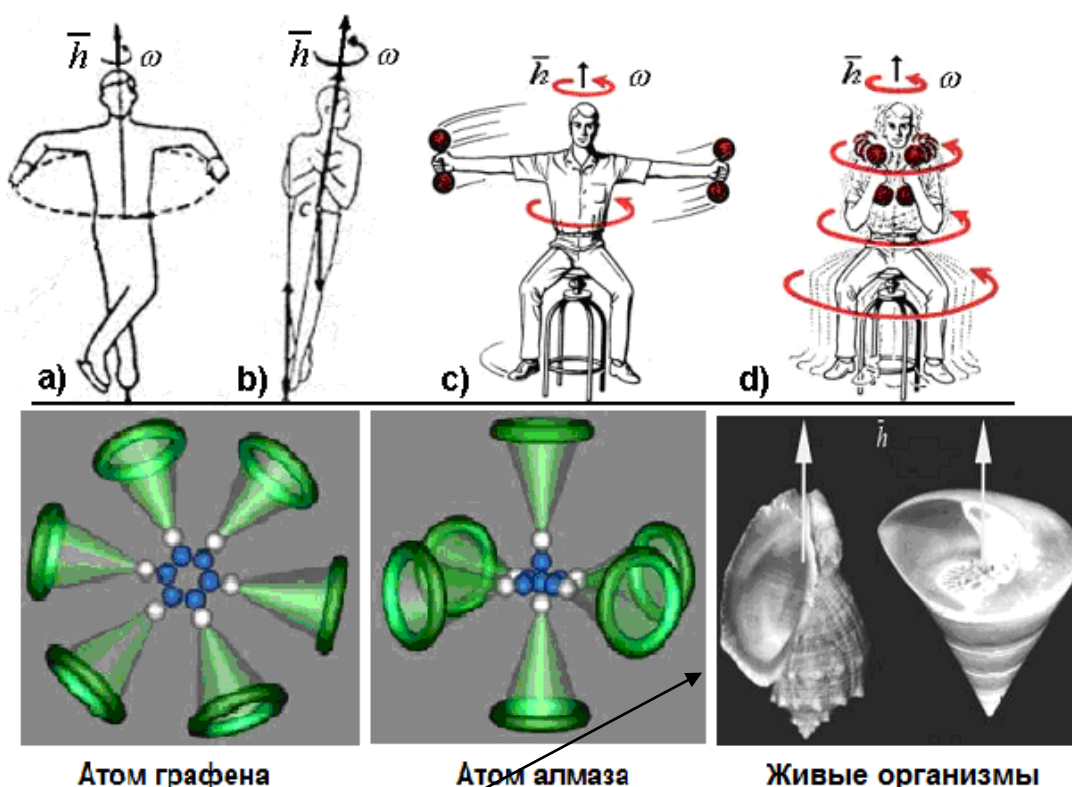 h̅ ω
h̅ ω
h̅ ω
h̅ ω
C
a) b) c) d)
h̅
Атом графена Атом алмаза Живые организмы